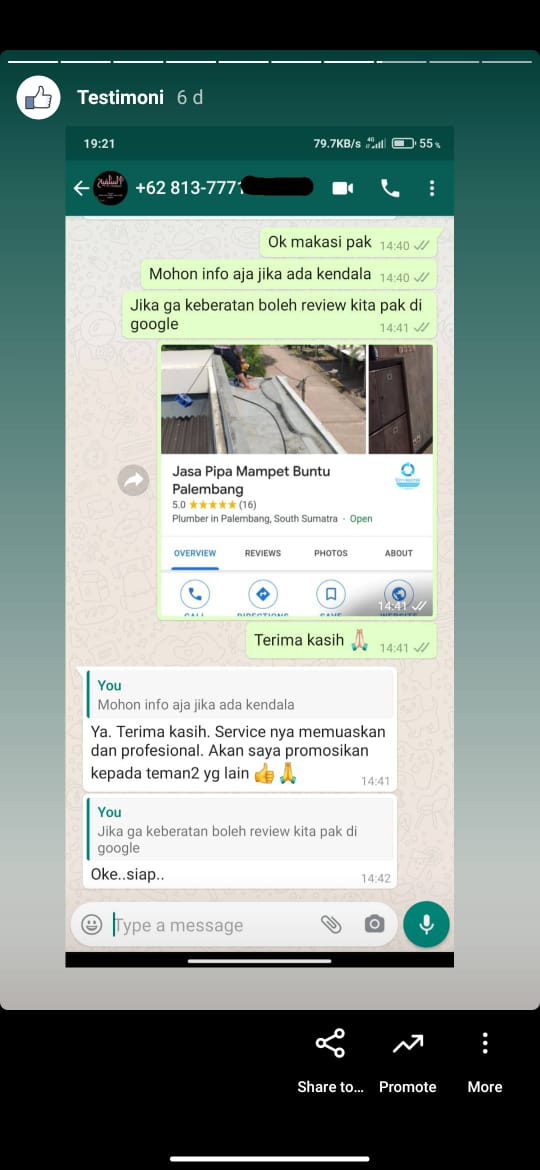 Testimoni 6 d
19:21
79.7KB/s 4G 55%
+62 813-7771
Ok makasi pak 14:40
Mohon info aja jika ada kendala 14:40
Jika ga keberatan boleh review kita pak di
google 14:41
Jasa Pipa Mampet Buntu
Palembang
5.0 ★★★★★ (16)
Plumber in Palembang, South Sumatra · Open
OVERVIEW REVIEWS PHOTOS ABOUT
CALL DIRECTIONS SAVE WEBSITE
14:41
Terima kasih 🙏 14:41
You
Mohon info aja jika ada kendala
Ya. Terima kasih. Service nya memuaskan
dan profesional. Akan saya promosikan
kepada teman2 yg lain 👍🙏 14:41
You
Jika ga keberatan boleh review kita pak di
google
Oke..siap.. 14:42
Type a message
Share to... Promote More